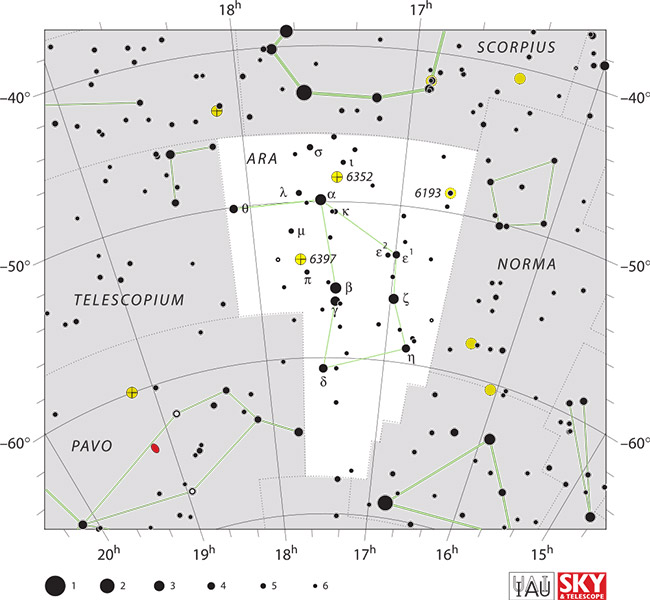 18h 17h
SCORPIUS
–40° –40°
ARA σ
ι
6352
λ α 6193
θ κ
μ ε2 ε1
6397
–50° –50°
NORMA
π
β
TELESCOPIUM ζ
γ
η
δ
–60° –60°
PAVO
20h 19h 18h 17h 16h 15h
1 2 3 4 5 6
IAU SKY
& TELESCOPE